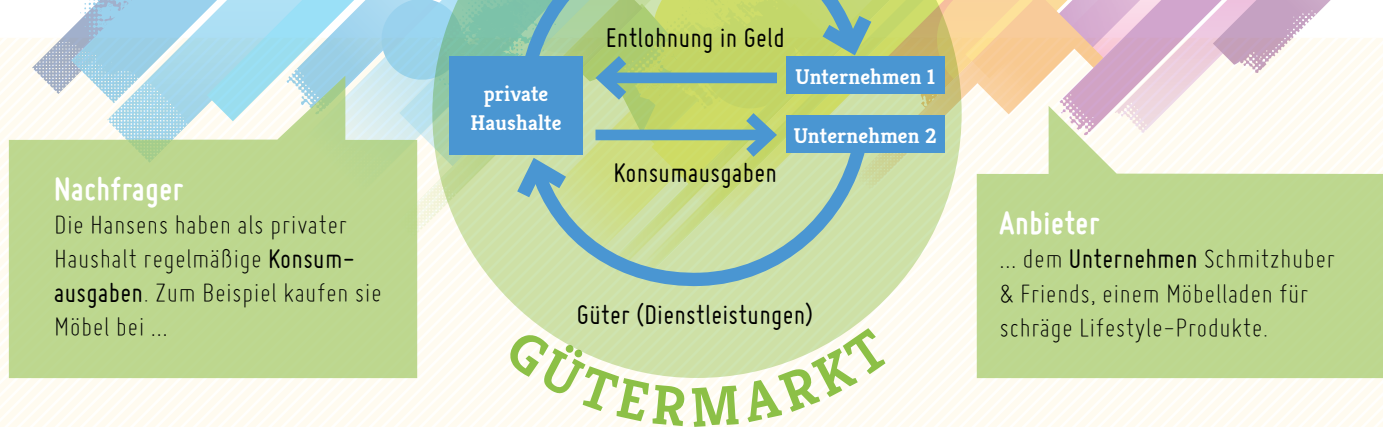 Entlohnung in Geld
private
Haushalte
Unternehmen 1
Unternehmen 2
Konsumausgaben
Nachfrager
Die Hansens haben als privater
Haushalt regelmäßige Konsum-
ausgaben. Zum Beispiel kaufen sie
Möbel bei ...
Anbieter
... dem Unternehmen Schmitzhuber
& Friends, einem Möbelladen für
schräge Lifestyle-Produkte.
Güter (Dienstleistungen)
GÜTERMARKT